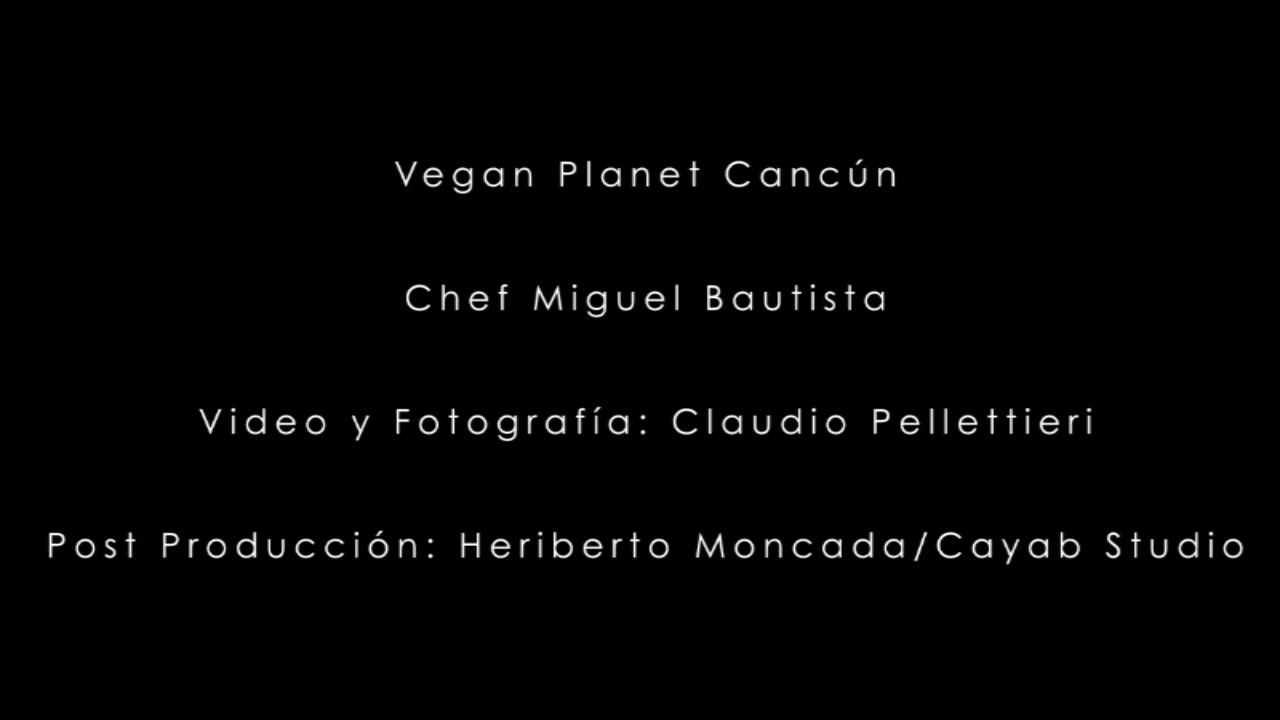 Vegan Planet Cancún
Chef Miguel Bautista
Video y Fotografía: Claudio Pellettieri
Post Producción: Heriberto Moncada/Cayab Studio